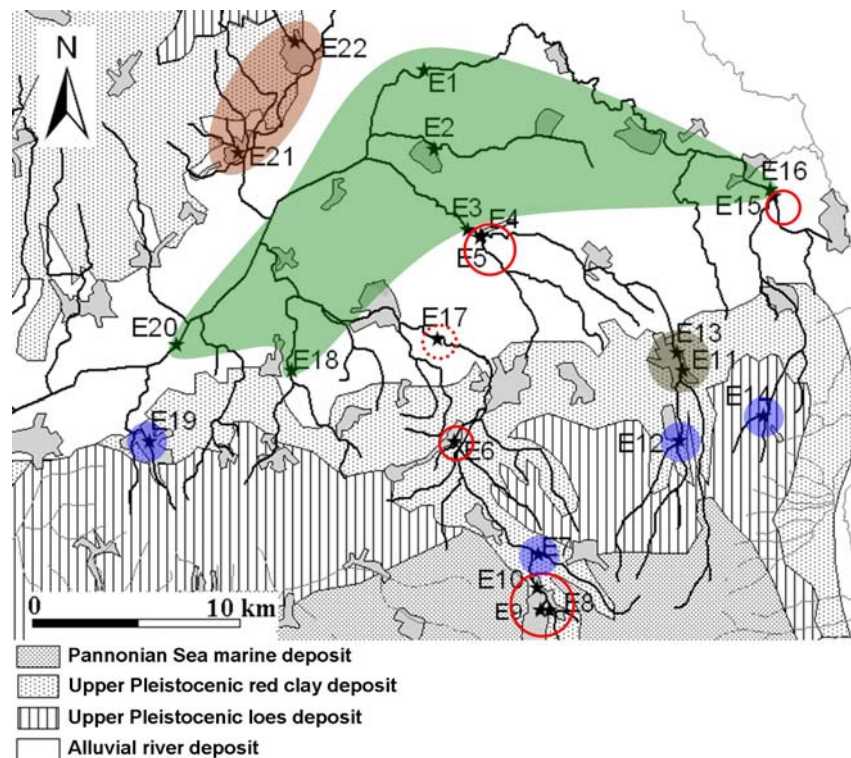 N
E22
E1
E21
E2
E16
E15
E3
E4
E5
E17
E20
E13
E18
E11
E14
E19
E6
E12
E7
E10
E9
E8
0
10 km
Pannonian Sea marine deposit
Upper Pleistocenic red clay deposit
Upper Pleistocenic loes deposit
Alluvial river deposit